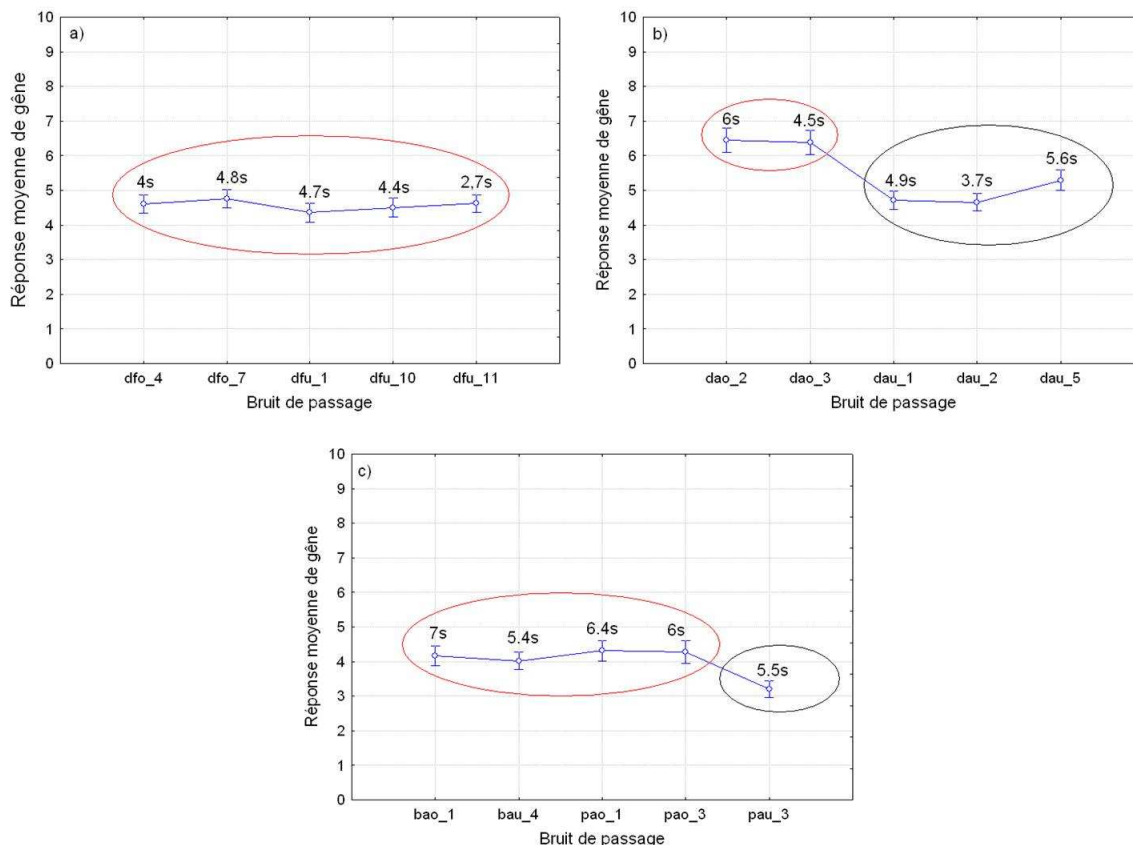 a)
Réponse moyenne de gêne
10
9
8
7
6
5
4
3
2
1
0
4s
4.8s
4.7s
4.4s
2,7s
dfo_4 dfo_7 dfu_1 dfu_10 dfu_11
Bruit de passage
b)
Réponse moyenne de gêne
10
9
8
7
6
5
4
3
2
1
0
6s
4.5s
4.9s
3.7s
5.6s
dao_2 dao_3 dau_1 dau_2 dau_5
Bruit de passage
c)
Réponse moyenne de gêne
10
9
8
7
6
5
4
3
2
1
0
7s
5.4s
6.4s
6s
5.5s
bao_1 bau_4 pao_1 pao_3 pau_3
Bruit de passage